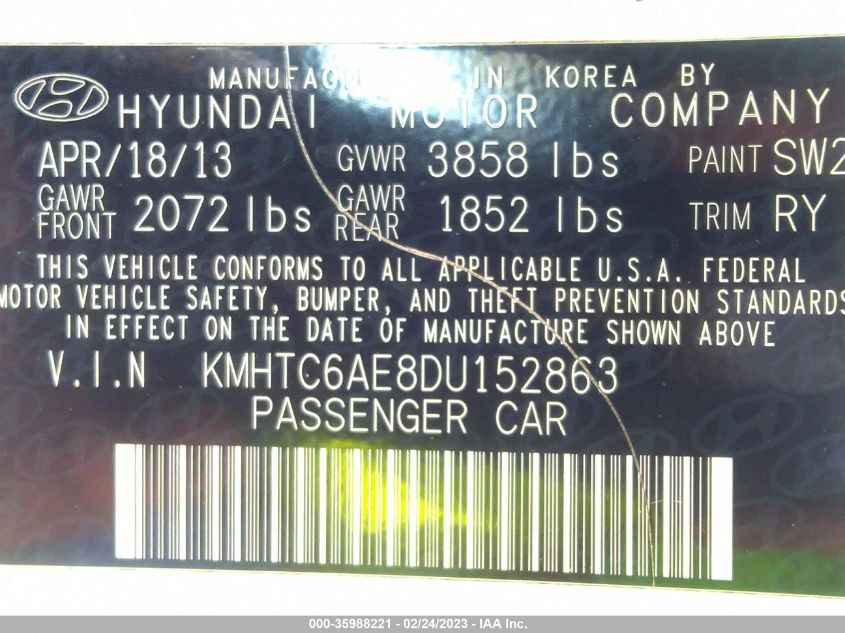 MANUFACTURED IN KOREA BY
HYUNDAI MOTOR COMPANY
APR/18/13 GVWR 3858 lbs PAINT SW2
GAWR FRONT 2072 lbs GAWR REAR 1852 lbs TRIM RY
THIS VEHICLE CONFORMS TO ALL APPLICABLE U.S.A. FEDERAL
MOTOR VEHICLE SAFETY, BUMPER, AND THEFT PREVENTION STANDARDS
IN EFFECT ON THE DATE OF MANUFACTURE SHOWN ABOVE
V.I.N KMHTC6AE8DU152863
PASSENGER CAR
000-35988221 - 02/24/2023 - IAA Inc.